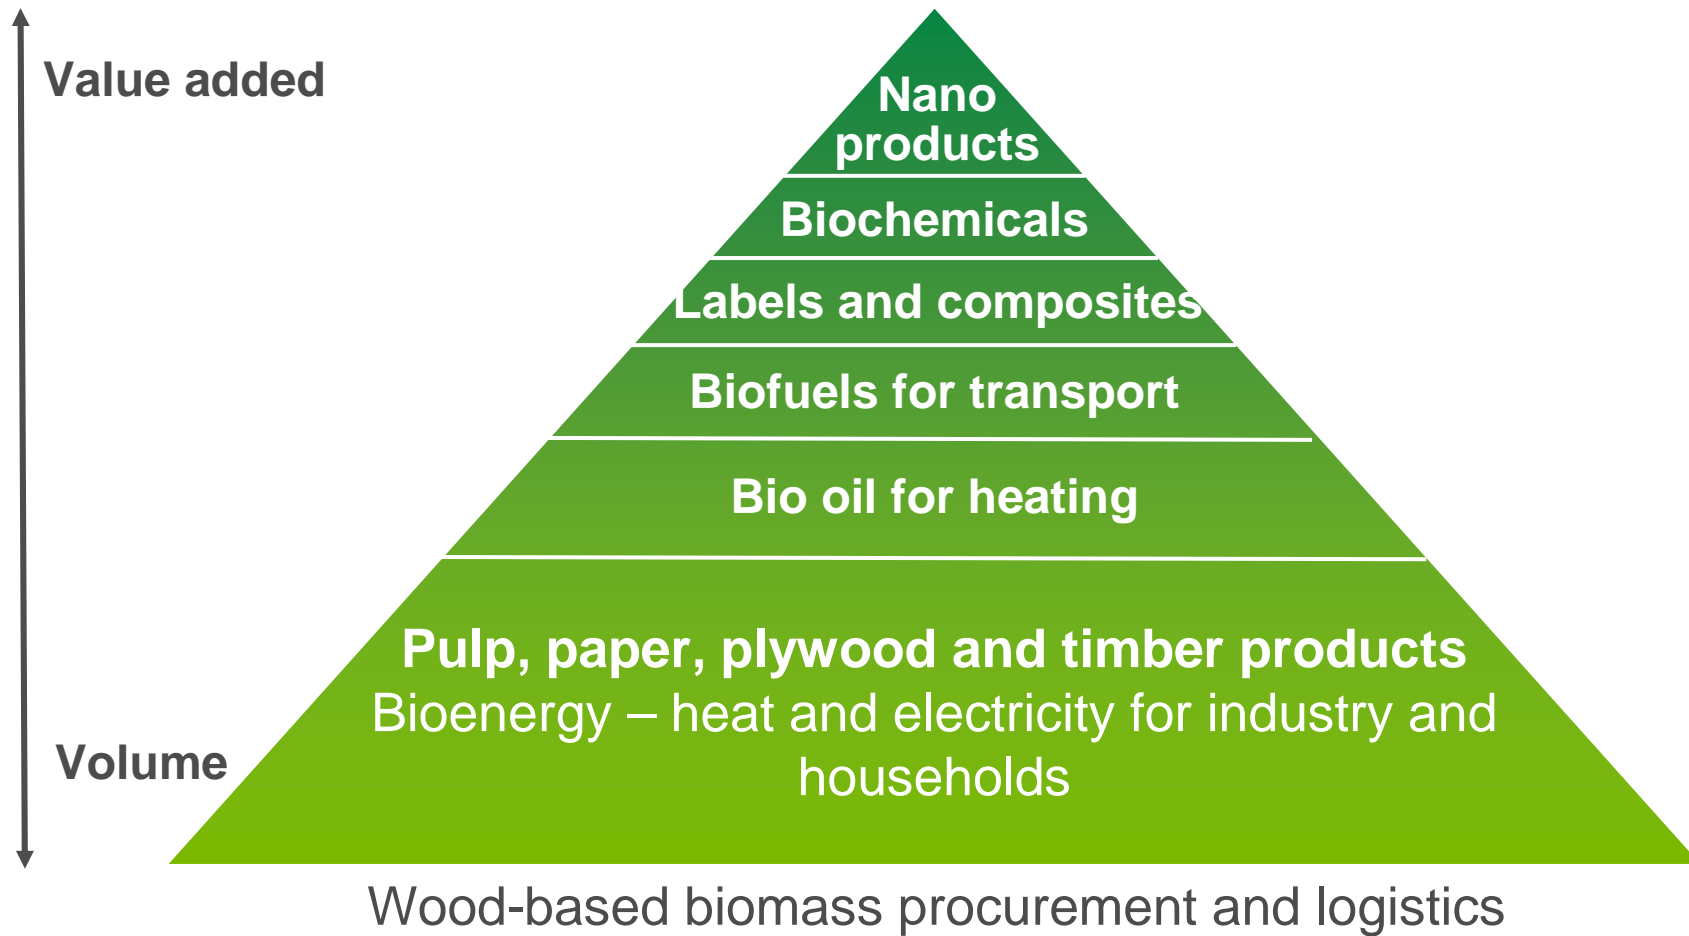 Value added
Nano
products
Biochemicals
Labels and composites
Biofuels for transport
Bio oil for heating
Pulp, paper, plywood and timber products
Bioenergy – heat and electricity for industry and
households
Volume
Wood-based biomass procurement and logistics